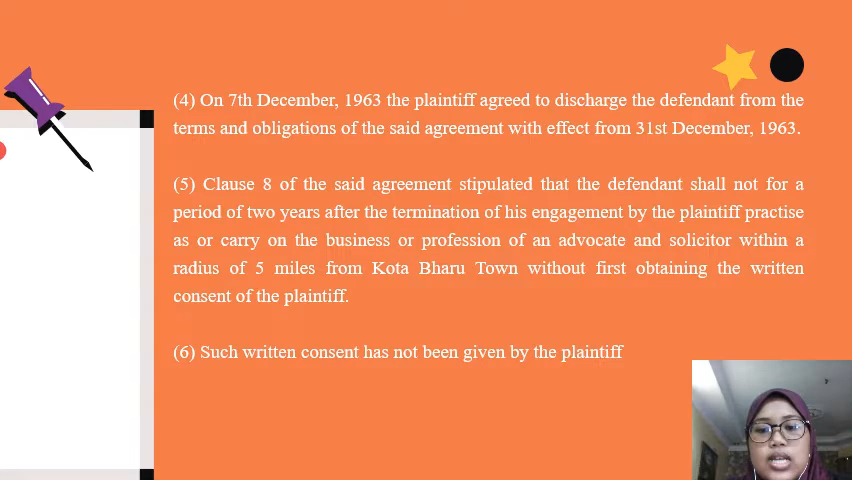 (4) On 7th December, 1963 the plaintiff agreed to discharge the defendant from the
terms and obligations of the said agreement with effect from 31st December, 1963.
(5) Clause 8 of the said agreement stipulated that the defendant shall not for a
period of two years after the termination of his engagement by the plaintiff practise
as or carry on the business or profession of an advocate and solicitor within a
radius of 5 miles from Kota Bharu Town without first obtaining the written
consent of the plaintiff.
(6) Such written consent has not been given by the plaintiff